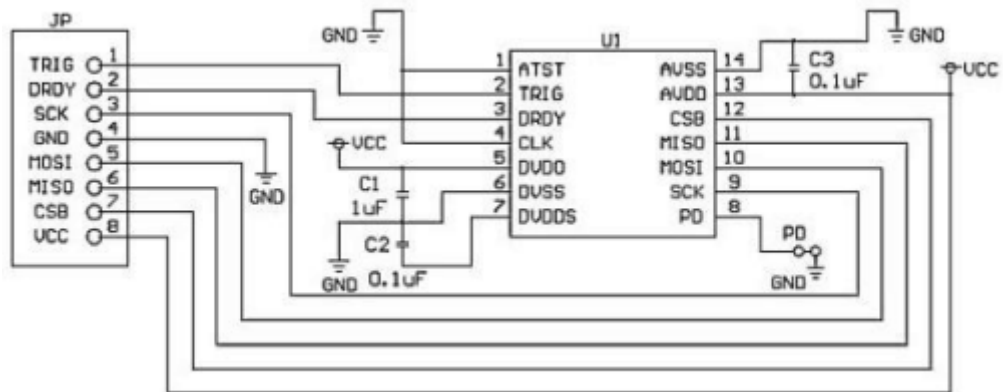 JP
TRIG 1
DRDY 2
SCK 3
GND 4
MOSI 5
MISO 6
CSB 7
VCC 8
GND
GND
VCC
C1
1uF
C2
GND 0.1uF
U1
1 ATST AVSS 14
2 TRIG AVDD 13
3 DRDY CSB 12
4 CLK MISO 11
5 DVDD MOSI 10
6 DVSS SCK 9
7 DVDDS PD 8
GND
C3
0.1uF
VCC
PD
GND